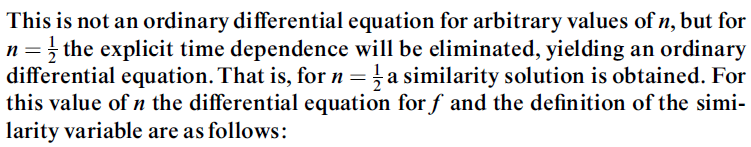 This is not an ordinary differential equation for arbitrary values of n, but for
n = 1/2 the explicit time dependence will be eliminated, yielding an ordinary
differential equation. That is, for n = 1/2 a similarity solution is obtained. For
this value of n the differential equation for f and the definition of the simi-
larity variable are as follows: